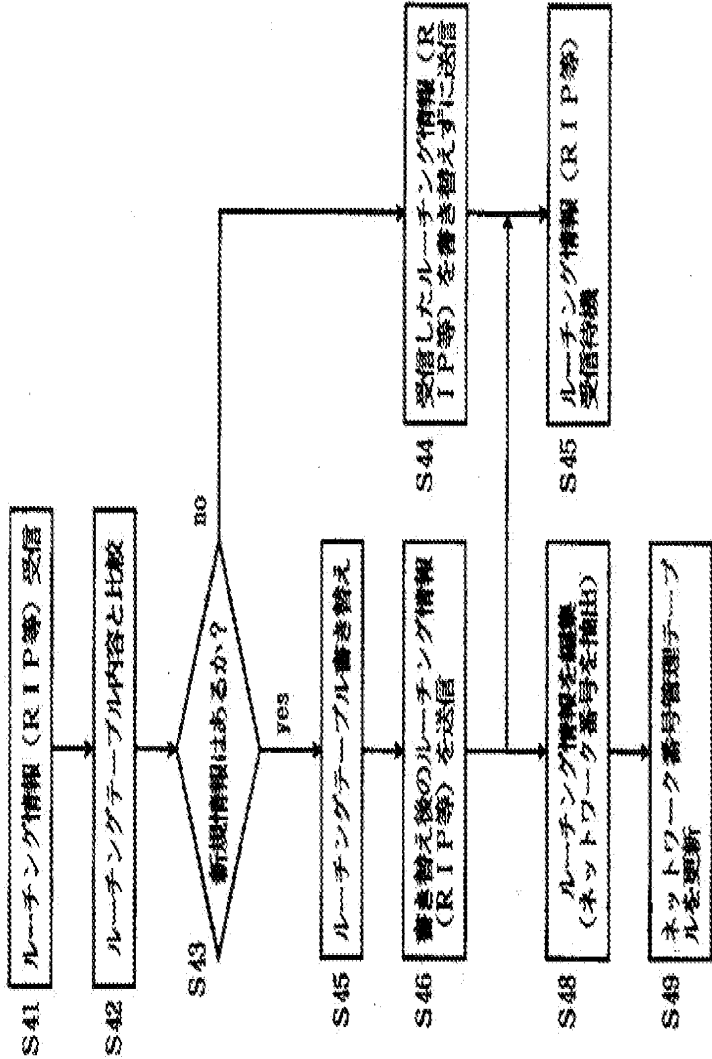 S41
ルーチング情報（RIP等）受信
S42
ルーチングテーブル内容と比較
S43
新規情報はあるか？
no
yes
S45
ルーチングテーブル書き替え
S46
書き替え後のルーチング情報
（RIP等）を送信
S48
ルーチング情報を編集
（ネットワーク番号を抽出）
S49
ネットワーク番号管理テーブ
ルを更新
S44
受信したルーチング情報（R
IP等）を書き替えずに送信
S45
ルーチング情報（RIP等）
受信待機